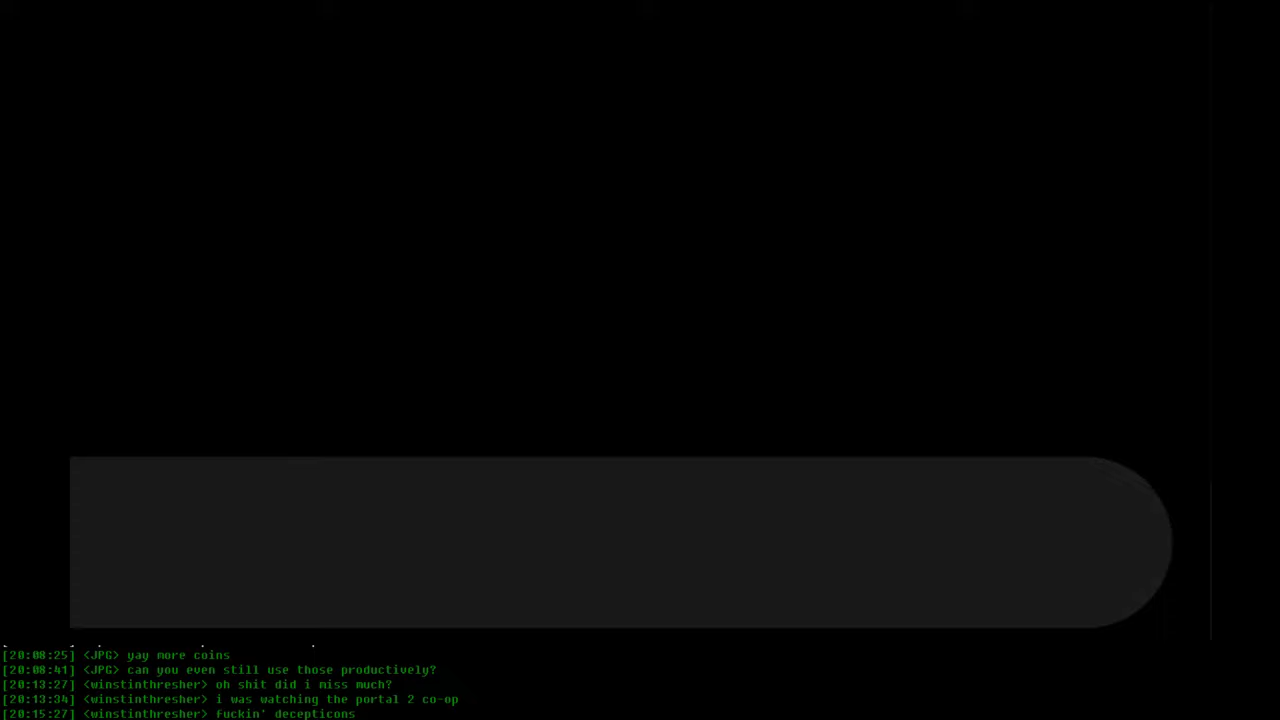 [20:08:25] <JPG> yay more coins
[20:08:41] <JPG> can you even still use those productively?
[20:13:27] <winstinthresher> oh shit did i miss much?
[20:13:34] <winstinthresher> i was watching the portal 2 co-op
[20:15:27] <winstinthresher> fuckin' decepticons